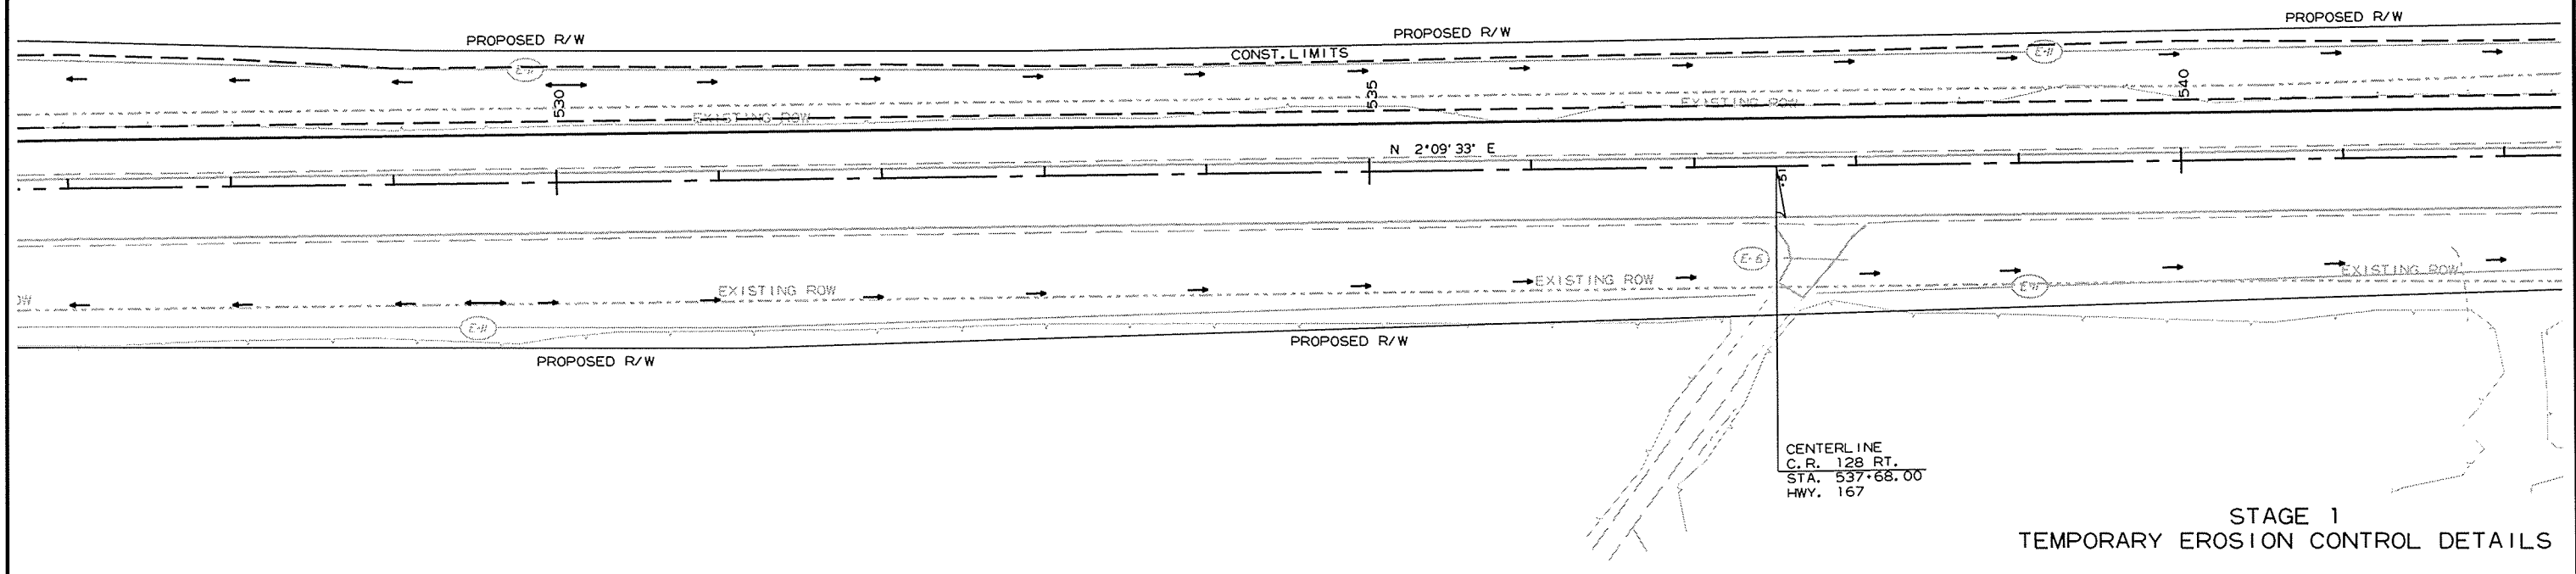 PROPOSED R/W
PROPOSED R/W
PROPOSED R/W
CONST. LIMITS
E-11
E-11
530
535
540
EXISTING ROW
EXISTING ROW
N 2°09'33" E
E-6
EXISTING ROW
EXISTING ROW
EXISTING ROW
E-11
E-11
PROPOSED R/W
PROPOSED R/W
CENTERLINE
C.R. 128 RT.
STA. 537+68.00
HWY. 167
STAGE 1
TEMPORARY EROSION CONTROL DETAILS